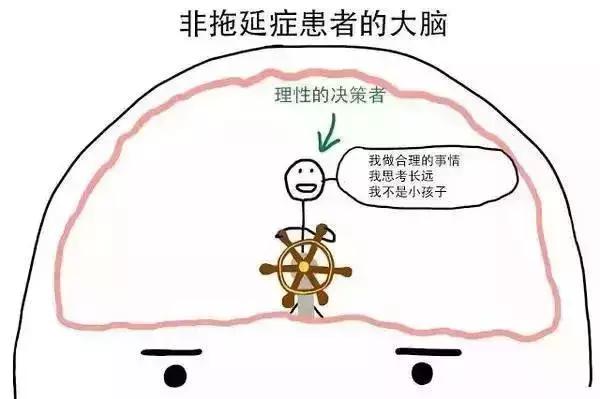 非拖延症患者的大脑
理性的决策者
我做合理的事情
我思考长远
我不是小孩子